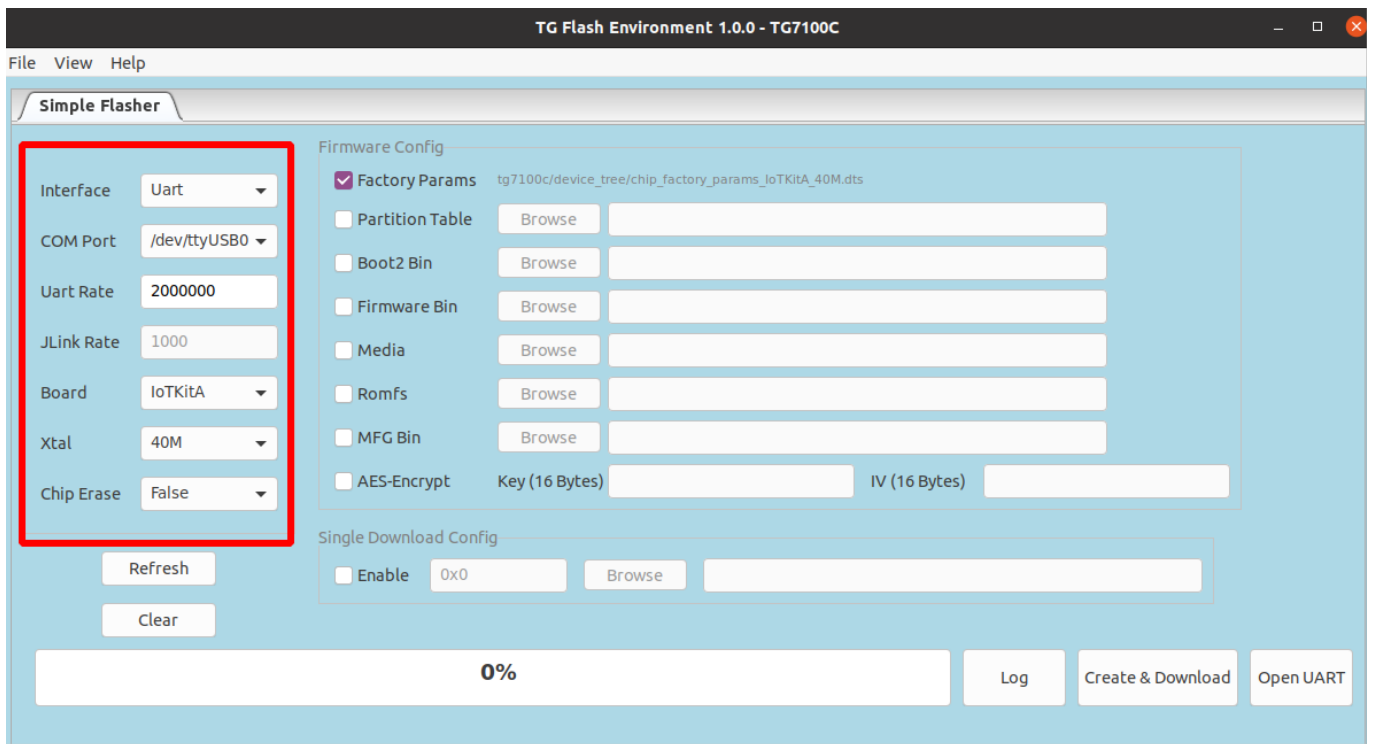 TG Flash Environment 1.0.0 - TG7100C
File View Help
Simple Flasher
Interface Uart
COM Port /dev/ttyUSB0
Uart Rate 2000000
JLink Rate 1000
Board IoTKitA
Xtal 40M
Chip Erase False
Refresh
Clear
Firmware Config
Factory Params tg7100c/device_tree/chip_factory_params_IoTKitA_40M.dts
Partition Table Browse
Boot2 Bin Browse
Firmware Bin Browse
Media Browse
Romfs Browse
MFG Bin Browse
AES-Encrypt Key (16 Bytes) IV (16 Bytes)
Single Download Config
Enable 0x0 Browse
0% Log Create & Download Open UART